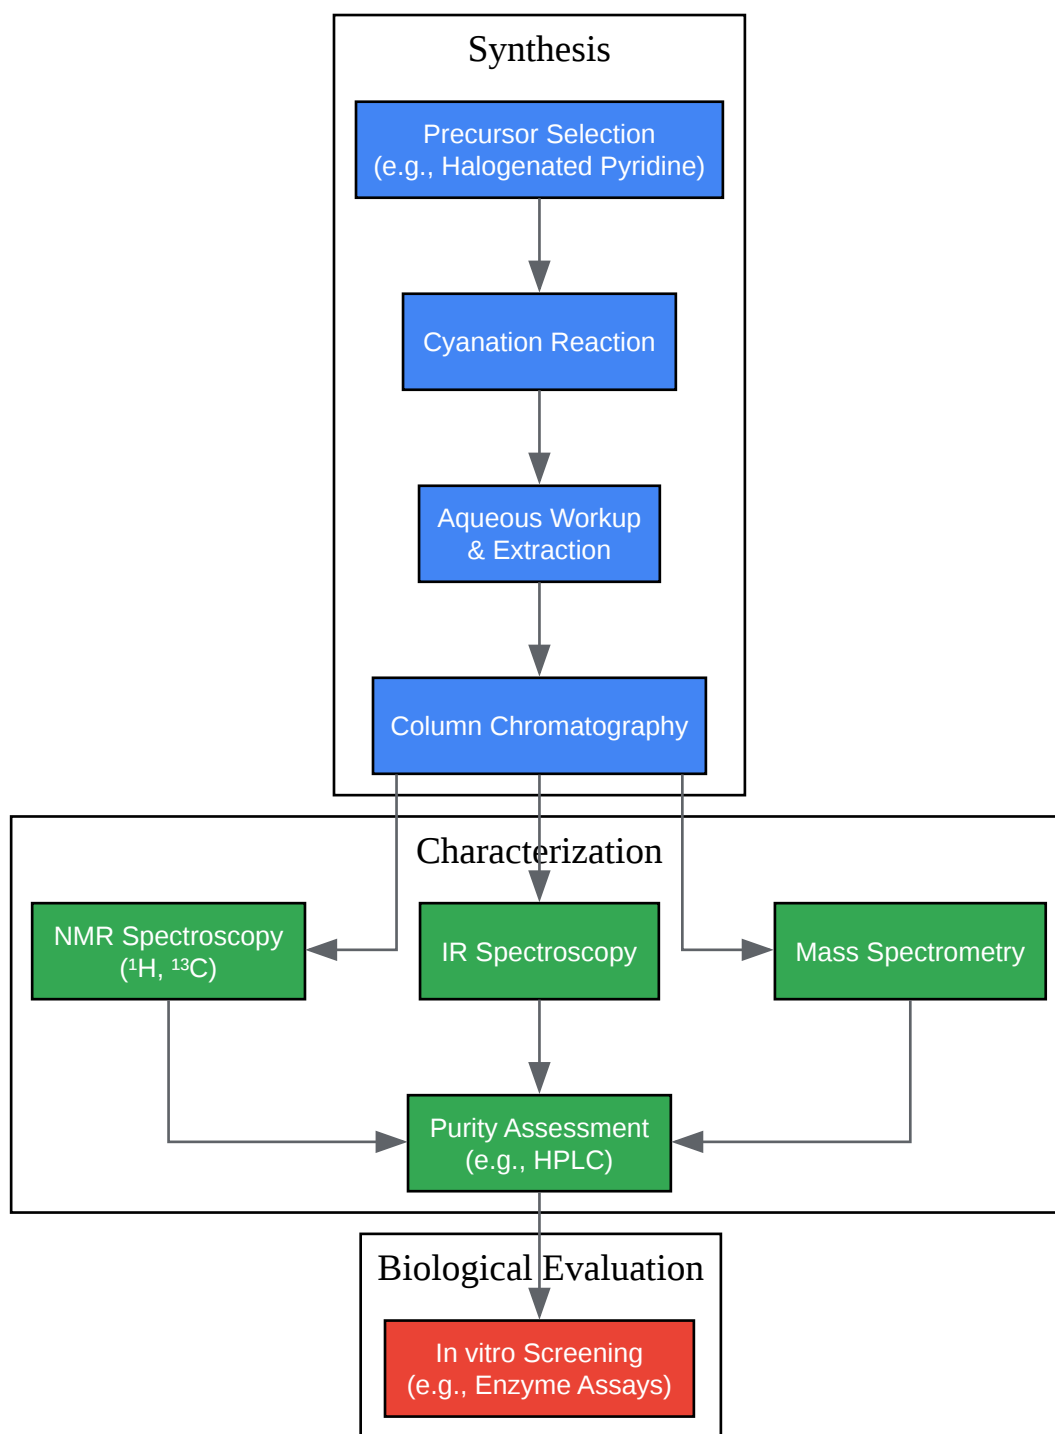 Synthesis
Precursor Selection
(e.g., Halogenated Pyridine)
Cyanation Reaction
Aqueous Workup
& Extraction
Column Chromatography
Characterization
NMR Spectroscopy
(¹H, ¹³C)
IR Spectroscopy
Mass Spectrometry
Purity Assessment
(e.g., HPLC)
Biological Evaluation
In vitro Screening
(e.g., Enzyme Assays)